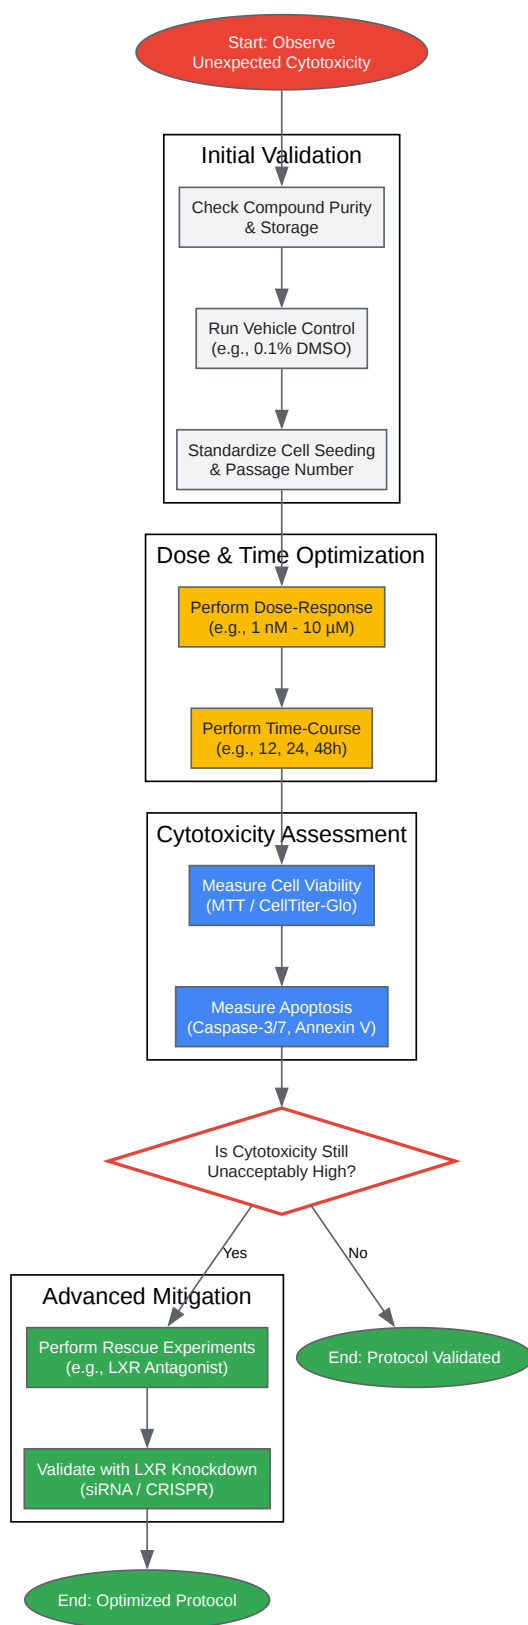 Start: Observe
Unexpected Cytotoxicity
Initial Validation
Check Compound Purity
& Storage
Run Vehicle Control
(e.g., 0.1% DMSO)
Standardize Cell Seeding
& Passage Number
Dose & Time Optimization
Perform Dose-Response
(e.g., 1 nM - 10 µM)
Perform Time-Course
(e.g., 12, 24, 48h)
Cytotoxicity Assessment
Measure Cell Viability
(MTT / CellTiter-Glo)
Measure Apoptosis
(Caspase-3/7, Annexin V)
Is Cytotoxicity Still
Unacceptably High?
Yes
No
Advanced Mitigation
Perform Rescue Experiments
(e.g., LXR Antagonist)
End: Protocol Validated
Validate with LXR Knockdown
(siRNA / CRISPR)
End: Optimized Protocol